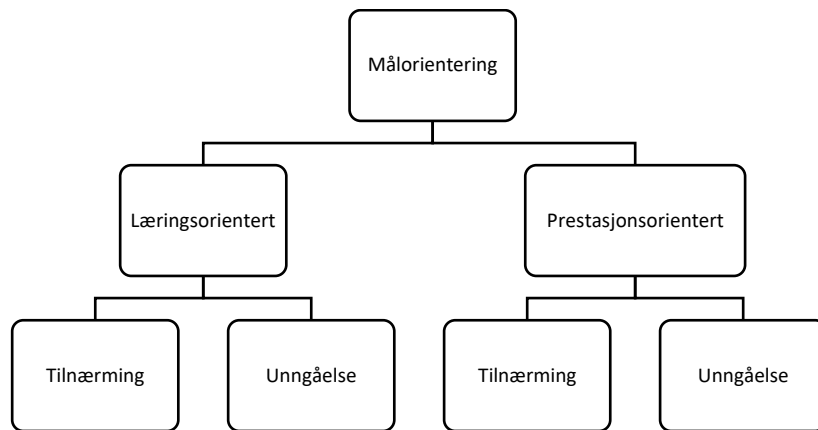 Målorientering
Læringsorientert
Prestasjonsorientert
Tilnærming
Unngåelse
Tilnærming
Unngåelse